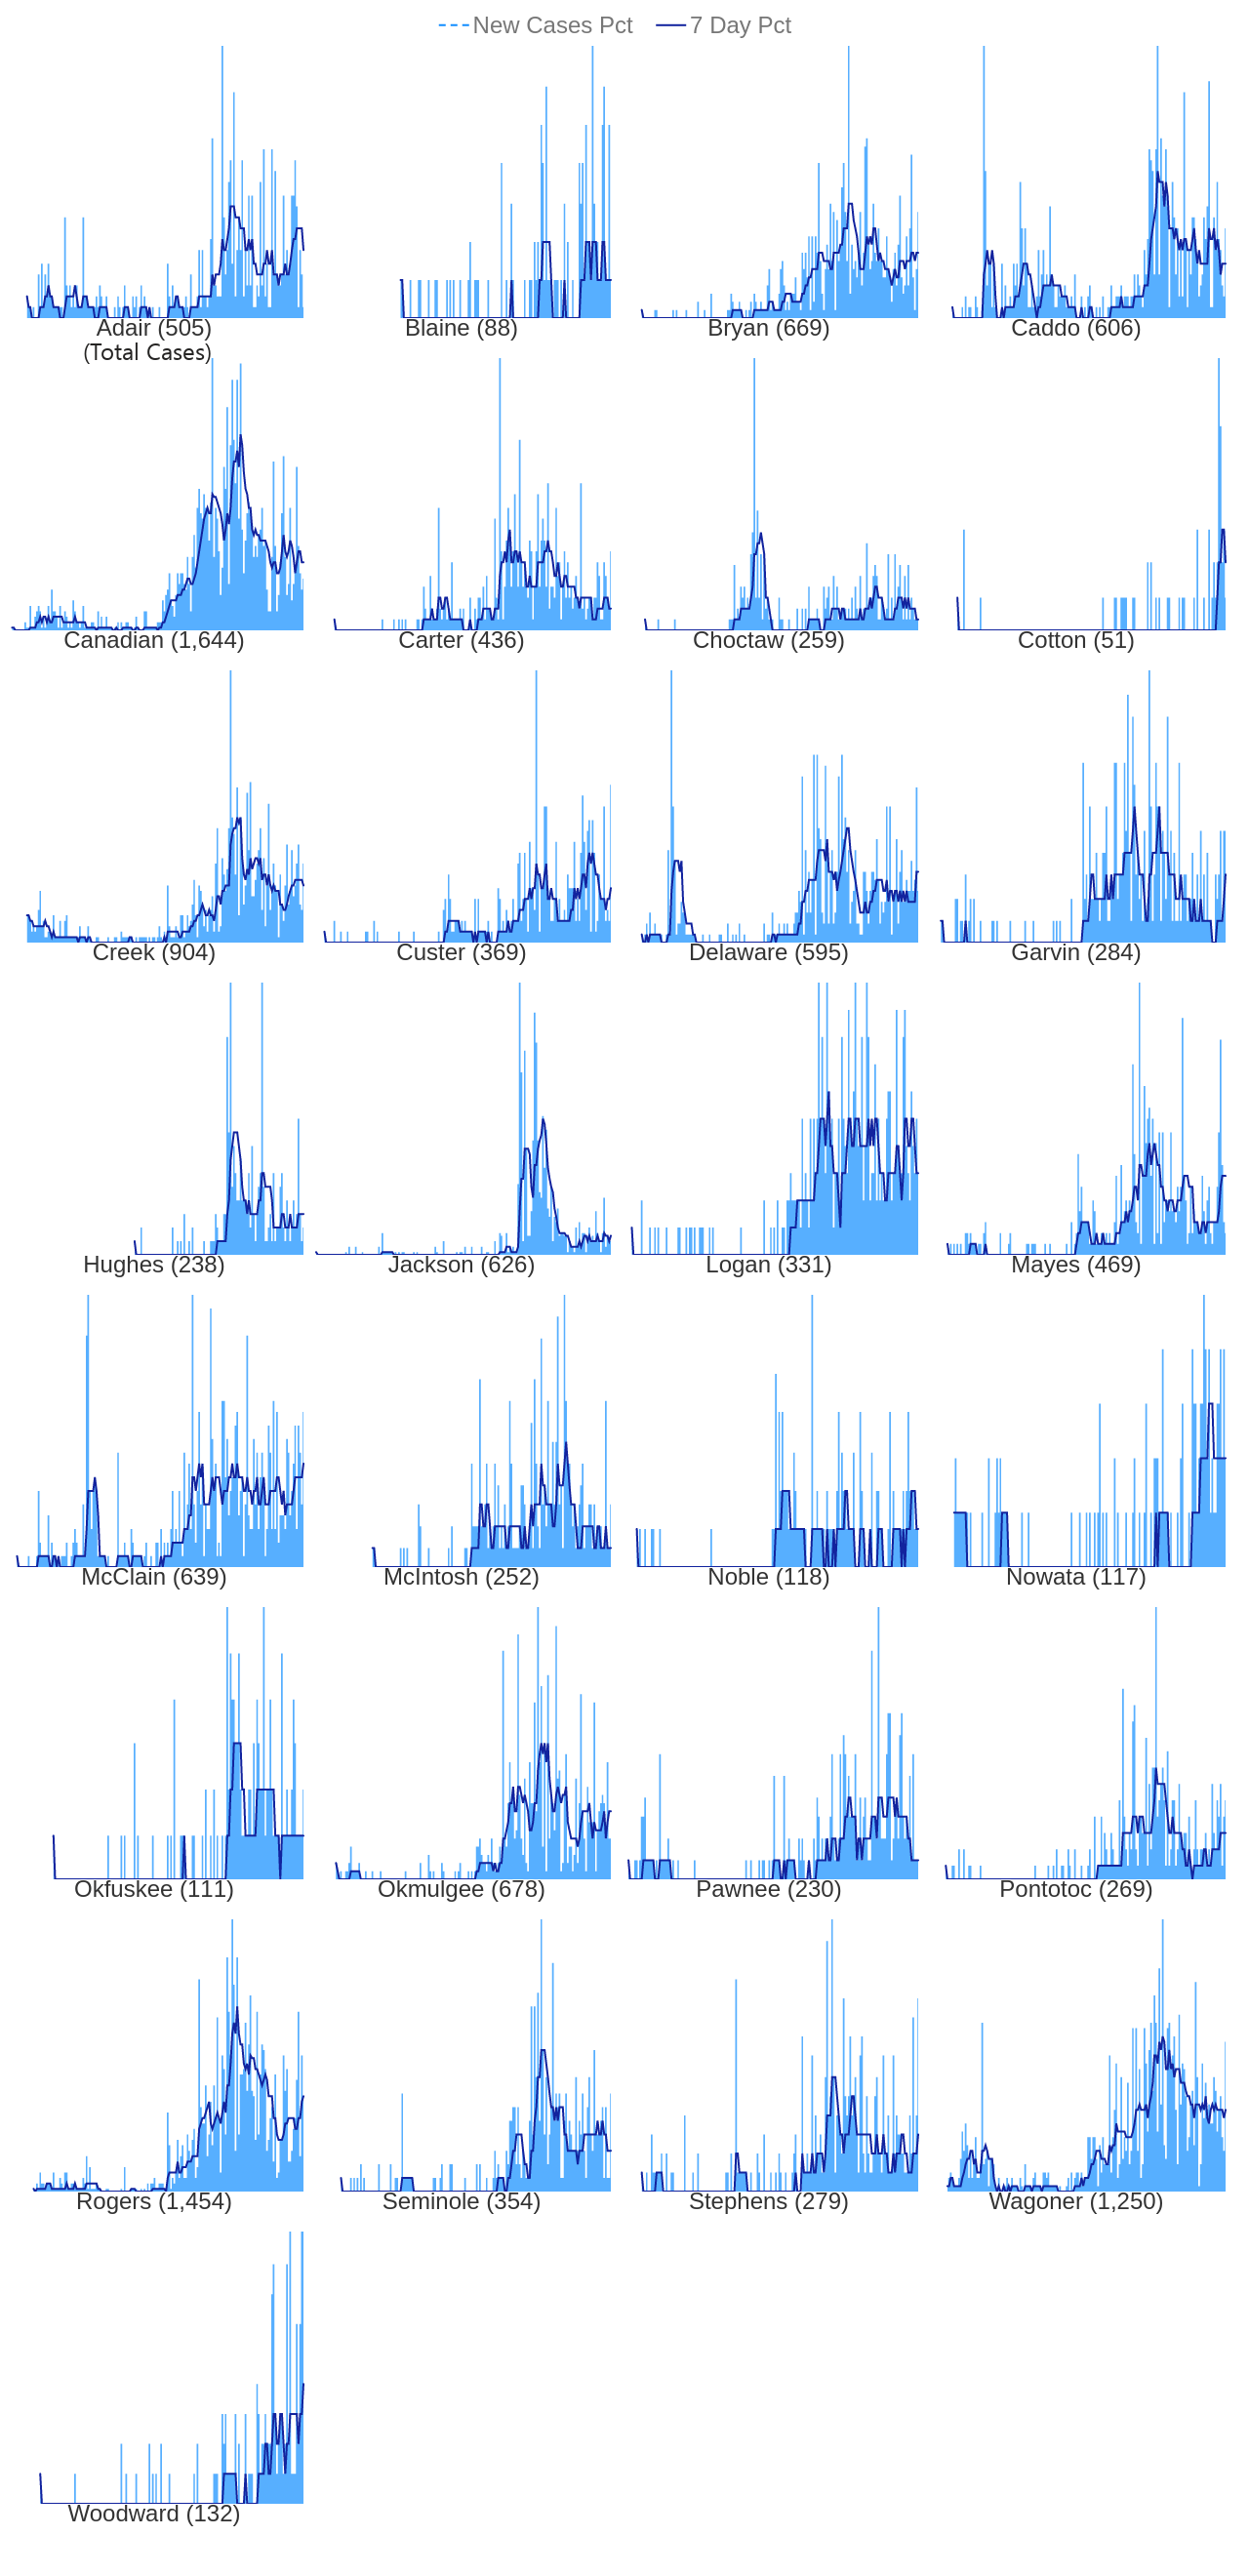 New Cases Pct 7 Day Pct
Adair (505) Blaine (88) Bryan (669) Caddo (606)
(Total Cases)
Canadian (1,644) Carter (436) Choctaw (259) Cotton (51)
Creek (904) Custer (369) Delaware (595) Garvin (284)
Hughes (238) Jackson (626) Logan (331) Mayes (469)
McClain (639) McIntosh (252) Noble (118) Nowata (117)
Okfuskee (111) Okmulgee (678) Pawnee (230) Pontotoc (269)
Rogers (1,454) Seminole (354) Stephens (279) Wagoner (1,250)
Woodward (132)